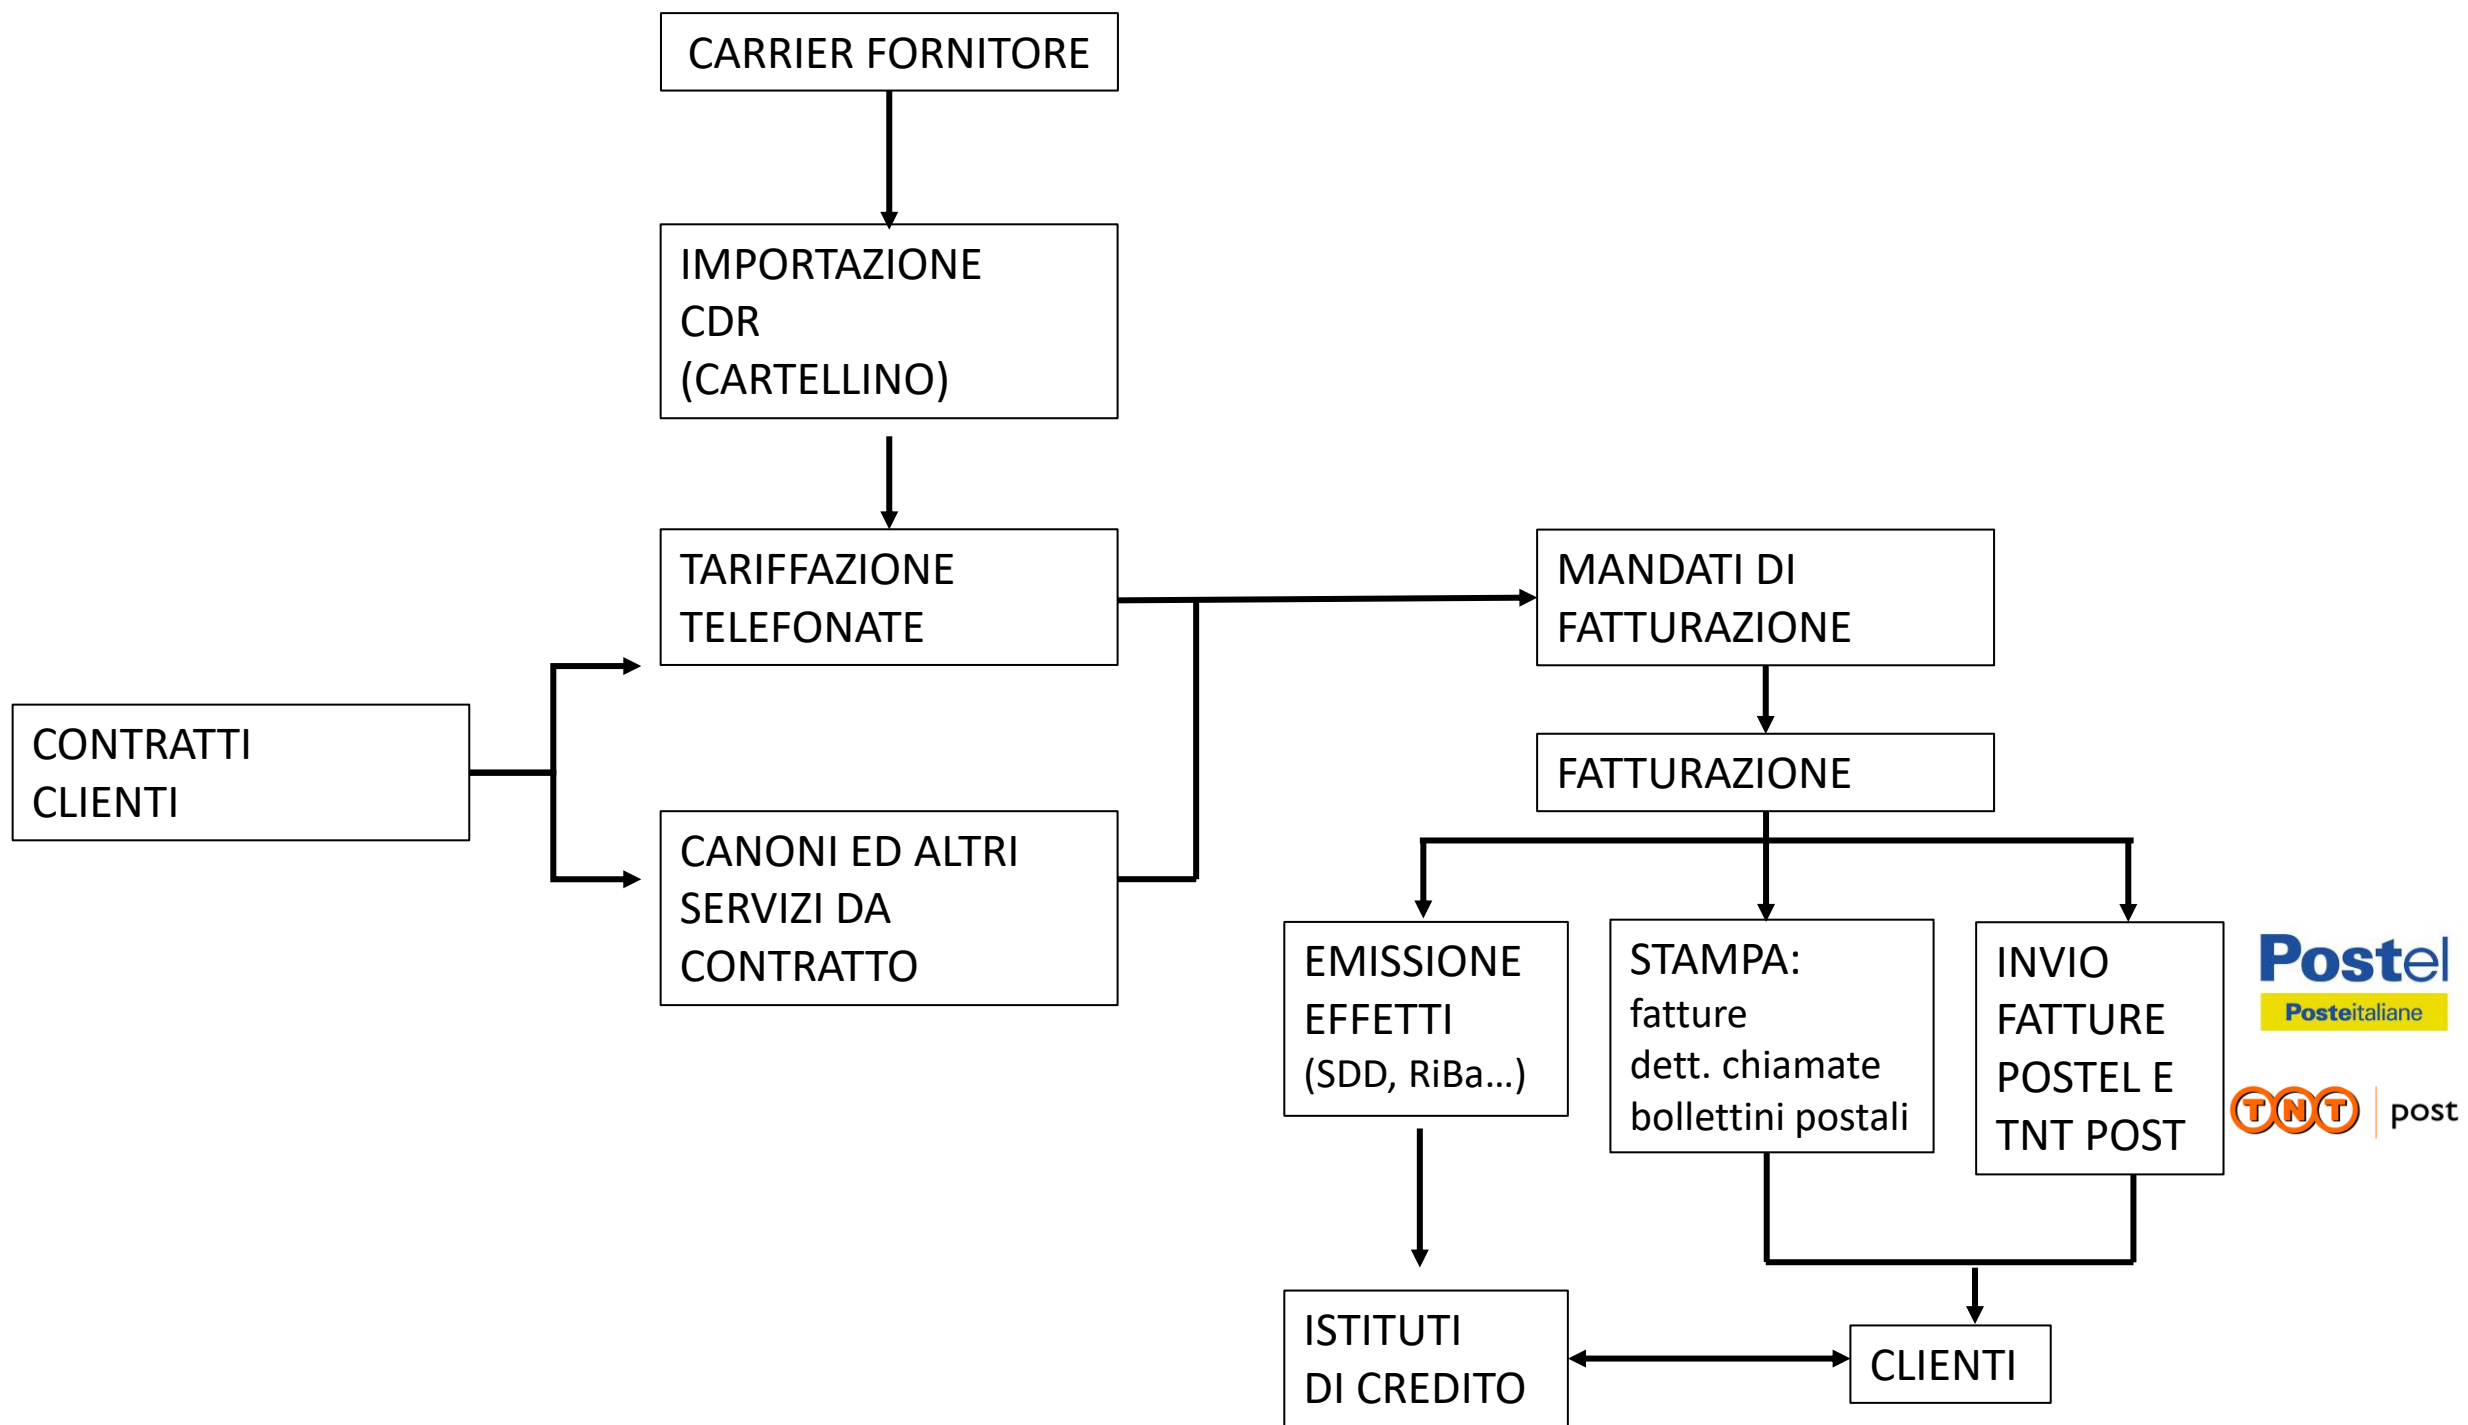 CARRIER FORNITORE
IMPORTAZIONE
CDR
(CARTELLINO)
TARIFFAZIONE
TELEFONATE
MANDATI DI
FATTURAZIONE
CONTRATTI
CLIENTI
FATTURAZIONE
CANONI ED ALTRI
SERVIZI DA
CONTRATTO
EMISSIONE
EFFETTI
(SDD, RiBa...)
STAMPA:
fatture
dett. chiamate
bollettini postali
INVIO
FATTURE
POSTEL E
TNT POST
Postel
Posteitaliane
TNT post
ISTITUTI
DI CREDITO
CLIENTI